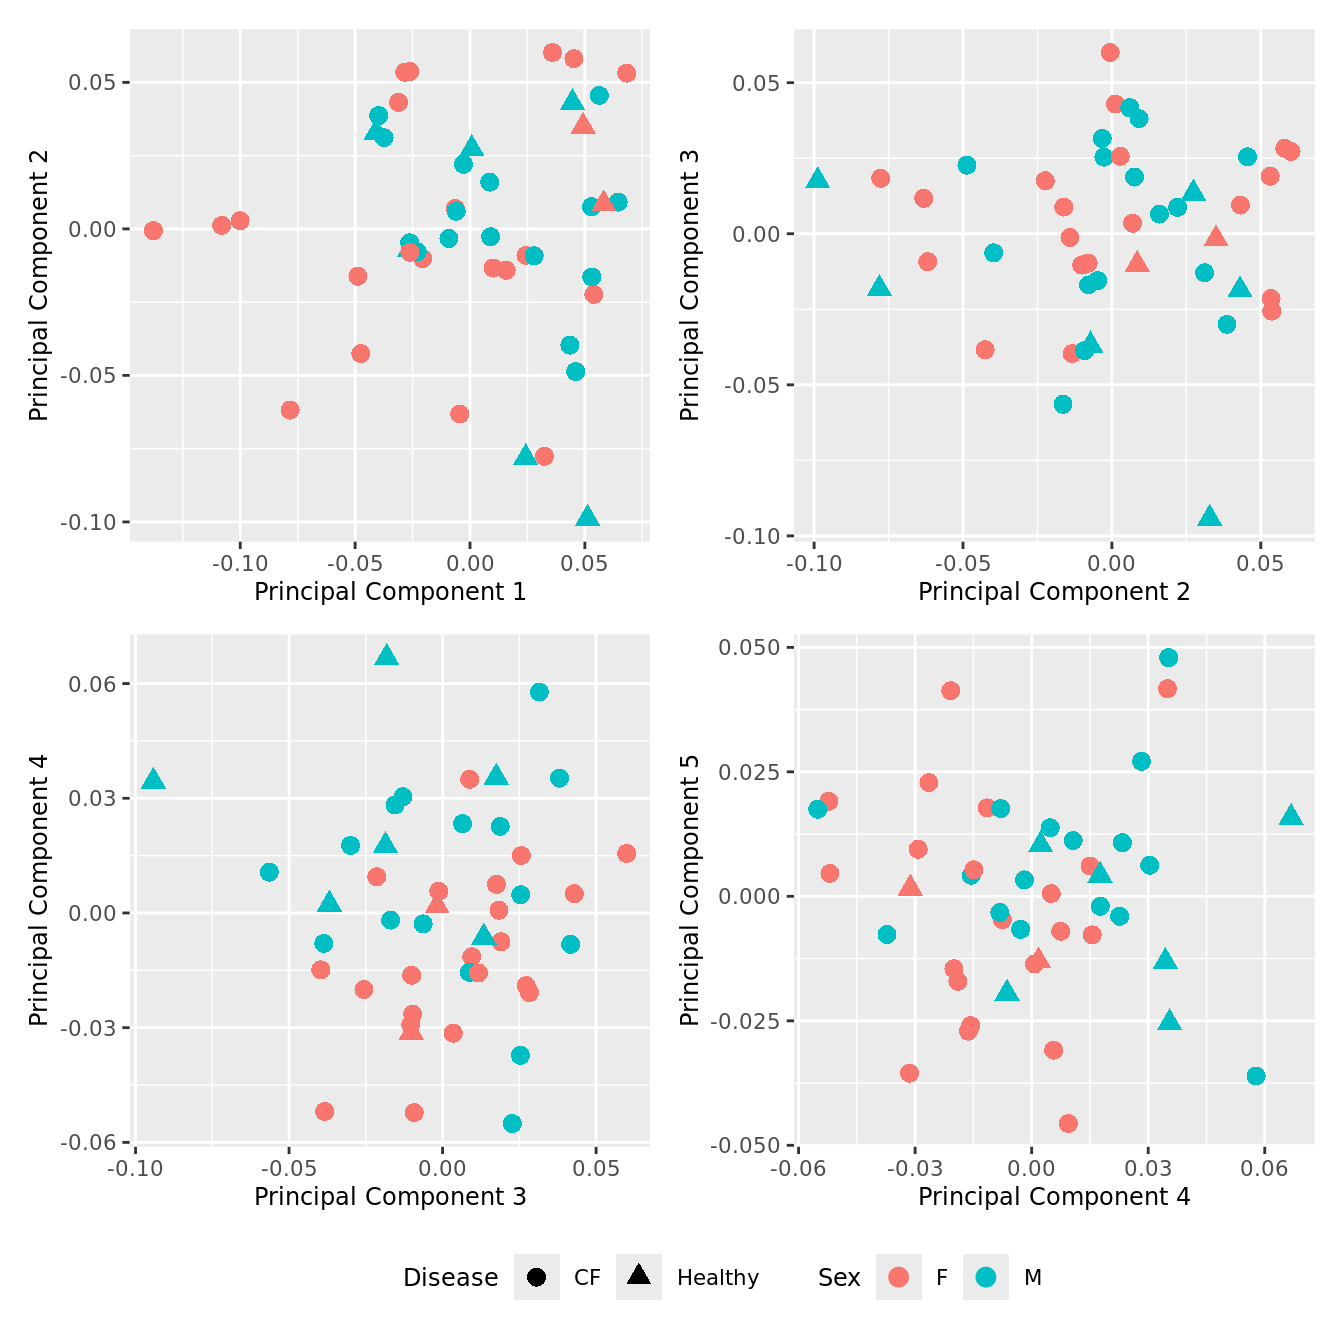 Principal Component 2
0.05
0.00
-0.05
-0.10
-0.10 -0.05 0.00 0.05
Principal Component 1
Principal Component 3
0.05
0.00
-0.05
-0.10
-0.10 -0.05 0.00 0.05
Principal Component 2
Principal Component 4
0.06
0.03
0.00
-0.03
-0.06
-0.10 -0.05 0.00 0.05
Principal Component 3
Principal Component 5
0.050
0.025
0.000
-0.025
-0.050
-0.06 -0.03 0.00 0.03 0.06
Principal Component 4
Disease CF Healthy Sex F M